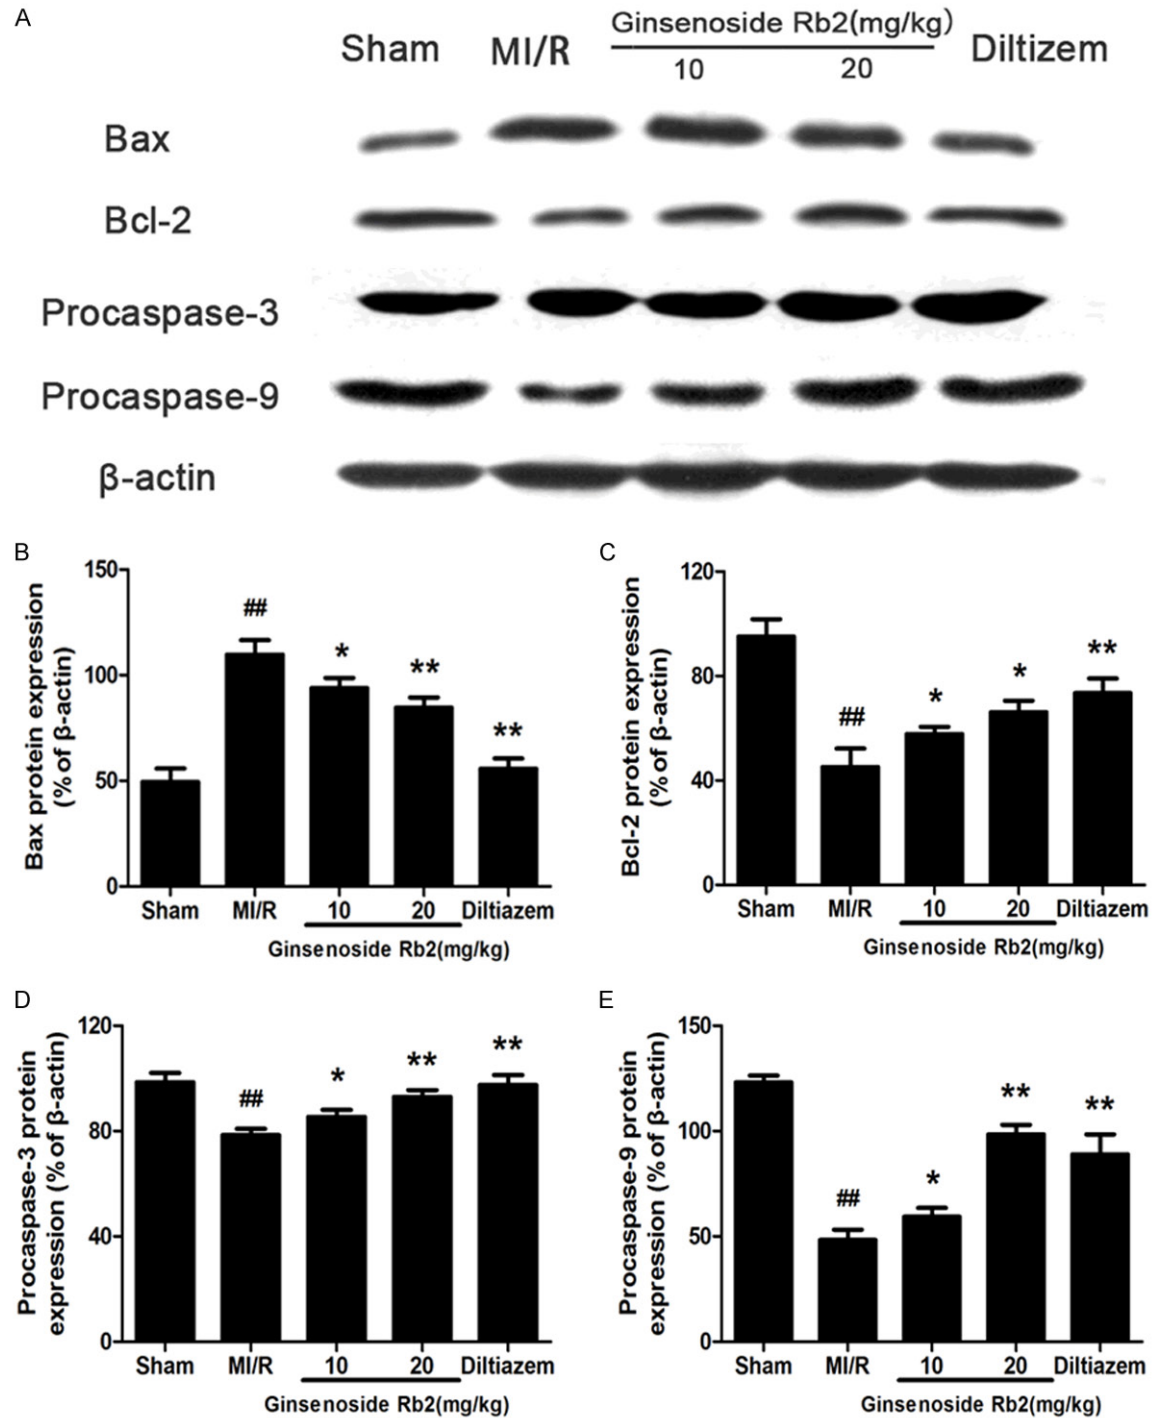 A
Sham MI/R Ginsenoside Rb2(mg/kg) Diltizem
10 20
Bax
Bcl-2
Procaspase-3
Procaspase-9
β-actin
B
Bax protein expression
(% of β-actin)
150
100
50
0
##
*
**
**
Sham MI/R 10 20 Diltiazem
Ginsenoside Rb2(mg/kg)
C
Bcl-2 protein expression
(% of β-actin)
120
80
40
0
##
*
*
**
Sham MI/R 10 20 Diltiazem
Ginsenoside Rb2(mg/kg)
D
Procaspase-3 protein
expression (% of β-actin)
120
80
40
0
##
*
**
**
Sham MI/R 10 20 Diltiazem
Ginsenoside Rb2(mg/kg)
E
Procaspase-9 protein
expression (% of β-actin)
150
100
50
0
##
*
**
**
Sham MI/R 10 20 Diltiazem
Ginsenoside Rb2(mg/kg)